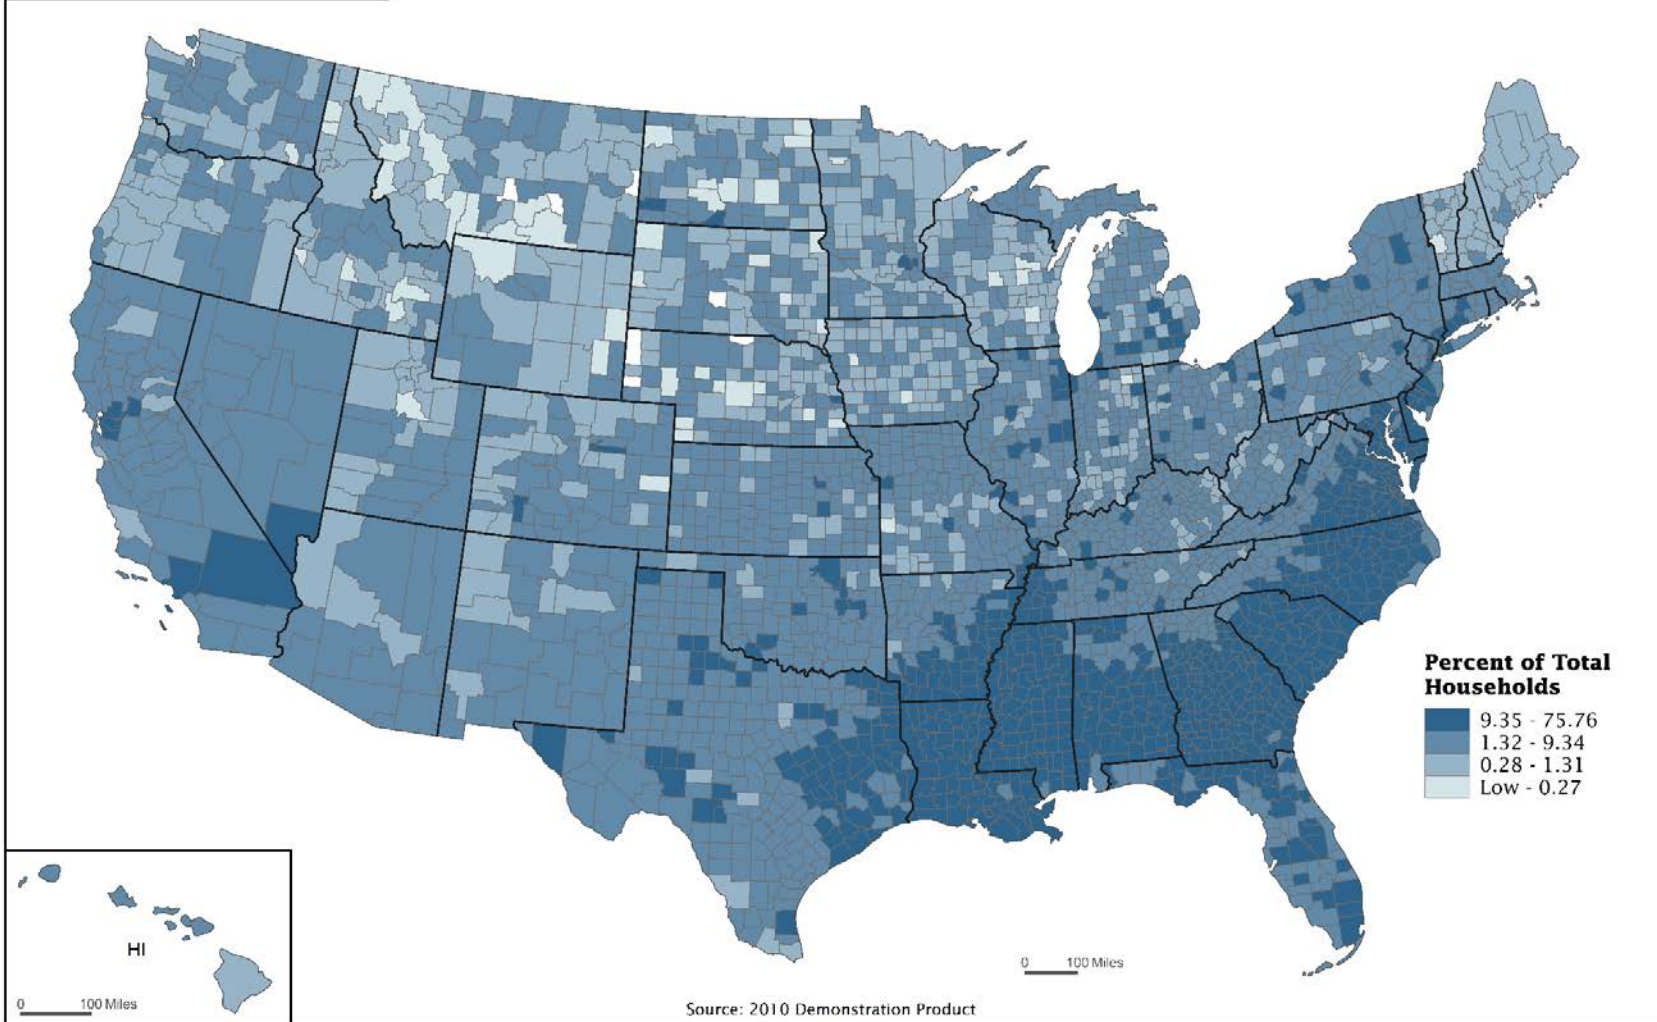 Percent of Total
Households
9.35 - 75.76
1.32 - 9.34
0.28 - 1.31
Low - 0.27
HI
0 100 Miles
0 100 Miles
Source: 2010 Demonstration Product